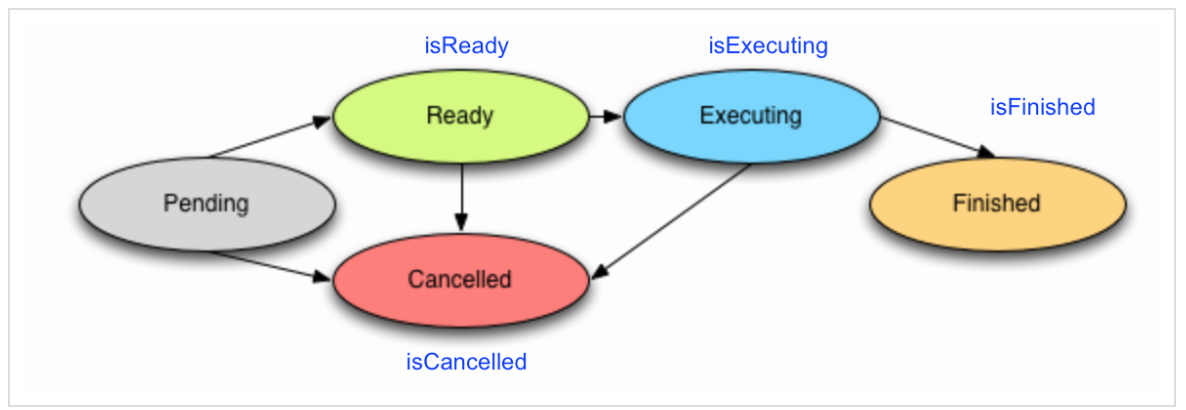 isReady
isExecuting
isFinished
Ready
Executing
Pending
Finished
Cancelled
isCancelled